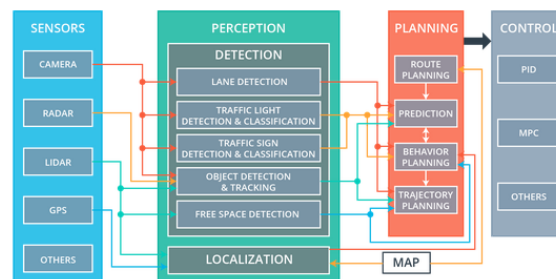 SENSORS
PERCEPTION
PLANNING
CONTROL
DETECTION
CAMERA
LANE DETECTION
ROUTE
PLANNING
PID
RADAR
TRAFFIC LIGHT
DETECTION & CLASSIFICATION
PREDICTION
TRAFFIC SIGN
DETECTION & CLASSIFICATION
MPC
LIDAR
OBJECT DETECTION
& TRACKING
BEHAVIOR
PLANNING
GPS
FREE SPACE DETECTION
TRAJECTORY
PLANNING
OTHERS
OTHERS
LOCALIZATION
MAP